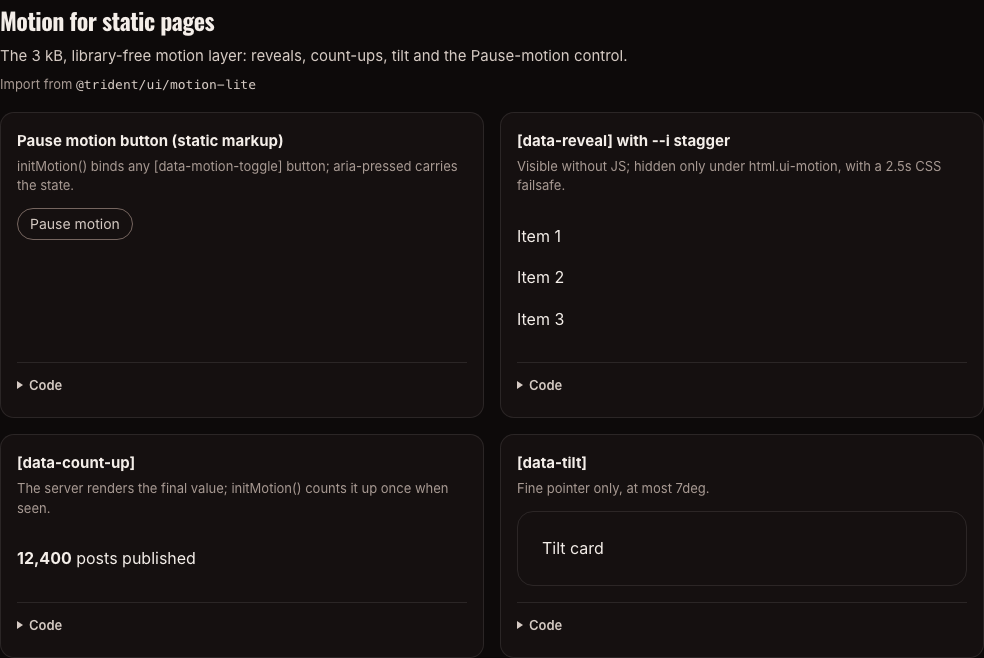 Motion for static pages
The 3 kB, library-free motion layer: reveals, count-ups, tilt and the Pause-motion control.
Import from @trident/ui/motion-lite
Pause motion button (static markup)
initMotion() binds any [data-motion-toggle] button; aria-pressed carries
the state.
Pause motion
Code
[data-reveal] with --i stagger
Visible without JS; hidden only under html.ui-motion, with a 2.5s CSS
failsafe.
Item 1
Item 2
Item 3
Code
[data-count-up]
The server renders the final value; initMotion() counts it up once when
seen.
12,400 posts published
Code
[data-tilt]
Fine pointer only, at most 7deg.
Tilt card
Code